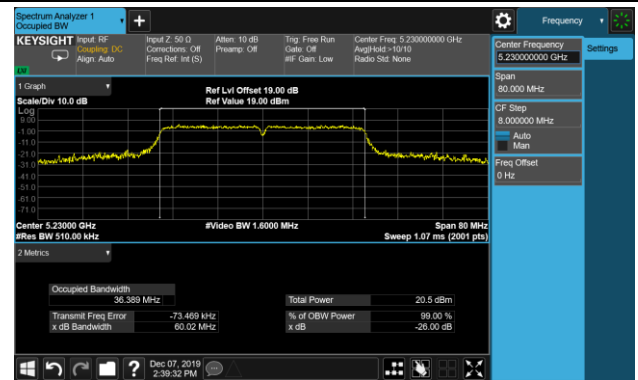 Spectrum Analyzer 1
Occupied BW
Frequency
KEYSIGHT
Input: RF
Coupling: DC
Align: Auto
Input Z: 50 Ω
Corrections: Off
Freq Ref: Int (S)
Atten: 10 dB
Preamp: Off
Trig: Free Run
Gate: Off
#IF Gain: Low
Center Freq: 5.230000000 GHz
Avg|Hold:>10/10
Radio Std: None
Center Frequency
5.230000000 GHz
Settings
Span
80.000 MHz
CF Step
8.000000 MHz
Auto
Man
Freq Offset
0 Hz
1 Graph
Scale/Div 10.0 dB
Ref Lvl Offset 19.00 dB
Ref Value 19.00 dBm
Log
9.00
-1.00
-11.0
-21.0
-31.0
-41.0
-51.0
-61.0
-71.0
Center 5.23000 GHz
#Res BW 510.00 kHz
#Video BW 1.6000 MHz
Span 80 MHz
Sweep 1.07 ms (2001 pts)
2 Metrics
Occupied Bandwidth
36.389 MHz
Total Power 20.5 dBm
Transmit Freq Error -73.469 kHz
% of OBW Power 99.00 %
x dB Bandwidth 60.02 MHz
x dB -26.00 dB
Dec 07, 2019
2:39:32 PM